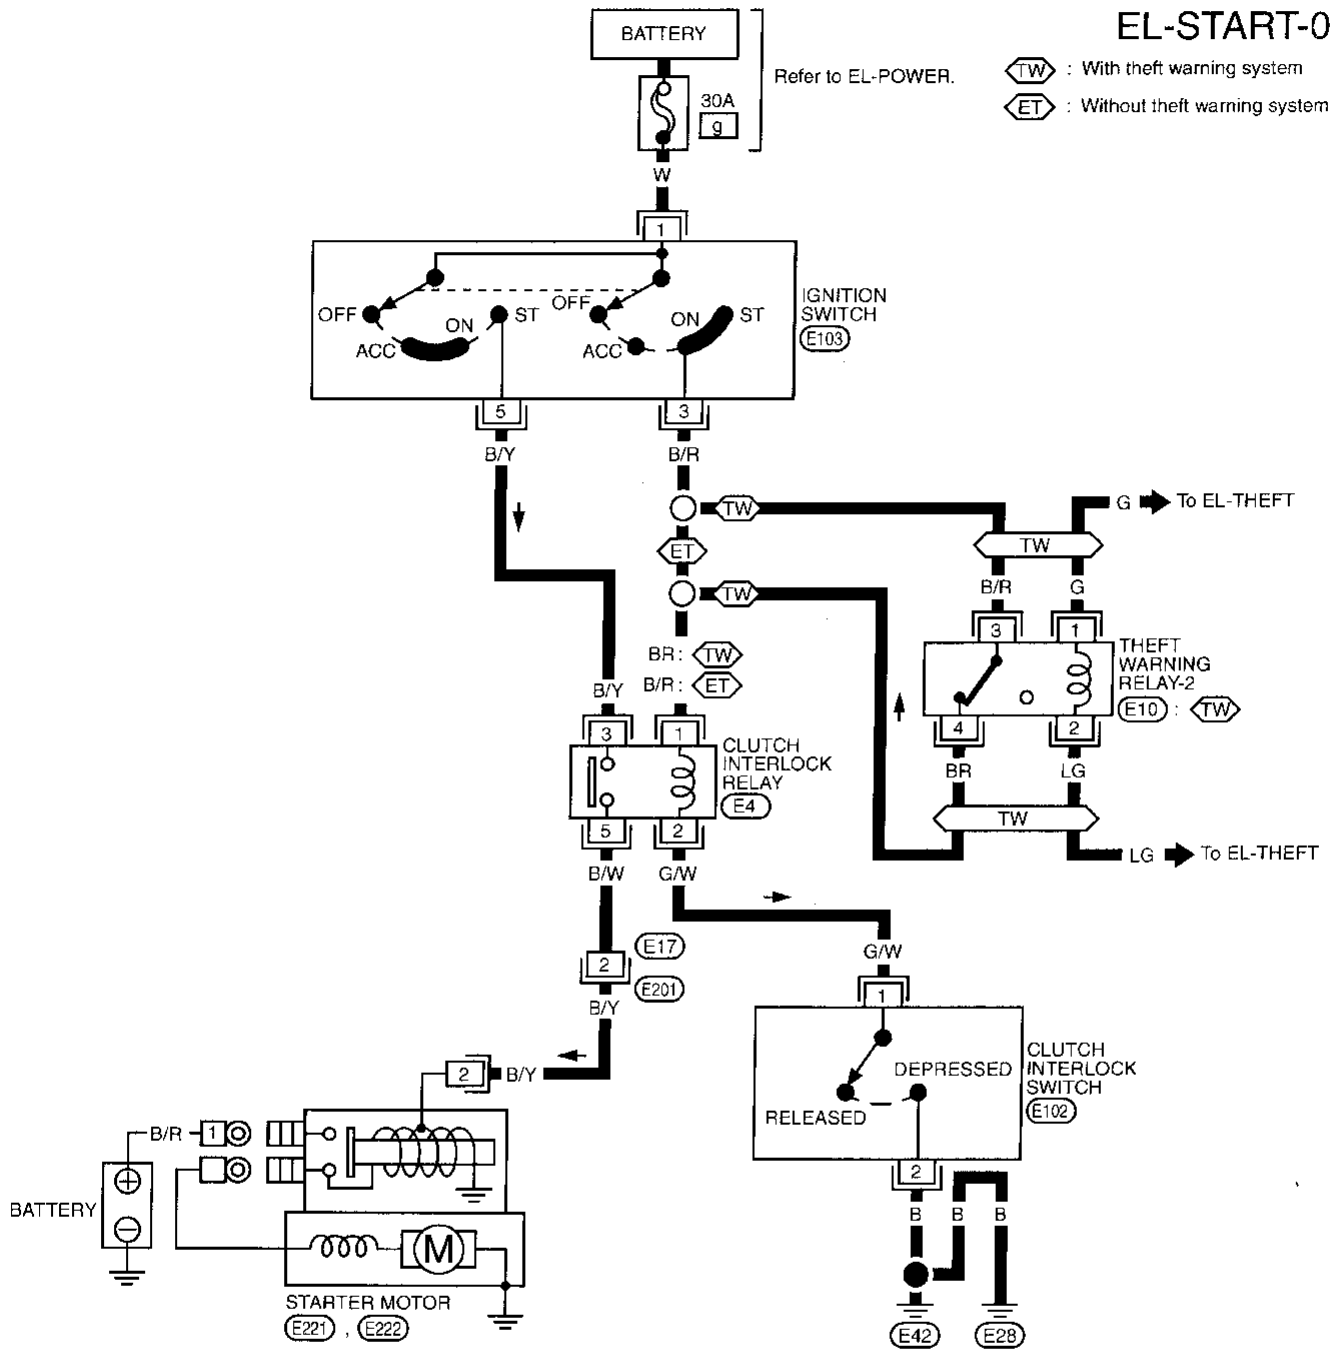 EL-START-0
BATTERY
Refer to EL-POWER.
TW : With theft warning system
ET : Without theft warning system
30A
g
W
1
OFF
ON
ST
ACC
OFF
ON
ST
ACC
IGNITION
SWITCH
E103
5
3
B/Y
B/R
TW
G
To EL-THEFT
ET
TW
TW
B/R
G
BR : TW
B/R : ET
3
1
THEFT
WARNING
RELAY-2
E10 : TW
4
2
B/Y
3
1
CLUTCH
INTERLOCK
RELAY
E4
BR
LG
TW
5
2
B/W
G/W
LG
To EL-THEFT
E17
2
E201
G/W
1
B/Y
CLUTCH
INTERLOCK
SWITCH
E102
DEPRESSED
RELEASED
2
B/Y
B/R
1
2
B
B
B
BATTERY
M
STARTER MOTOR
E221 , E222
E42
E28